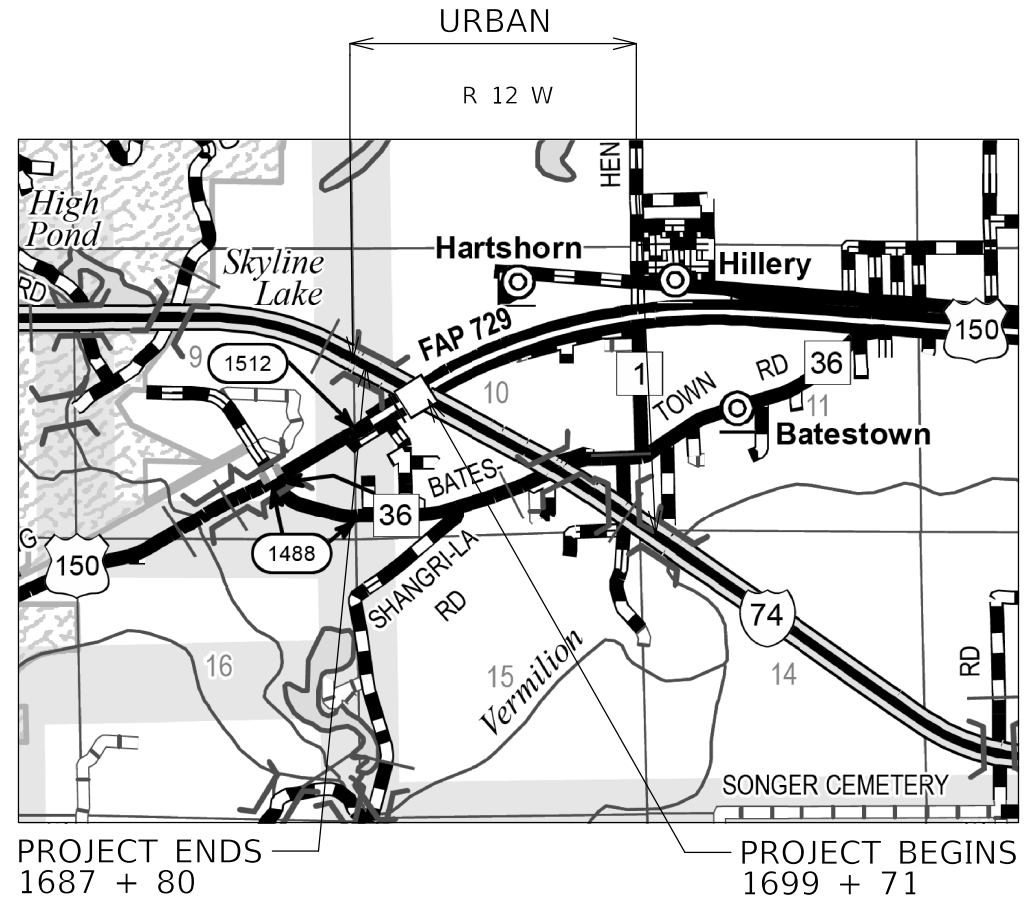 URBAN
R 12 W
HEN
High
Pond
RD
Skyline
Lake
Hartshorn
Hillery
FAP 729
150
9
1512
10
1
TOWN
RD
36
11
Batestown
BATES-
36
G
150
1488
SHANGRI-LA
RD
74
16
15
Vermilion
14
RD
SONGER CEMETERY
PROJECT ENDS
1687 + 80
PROJECT BEGINS
1699 + 71